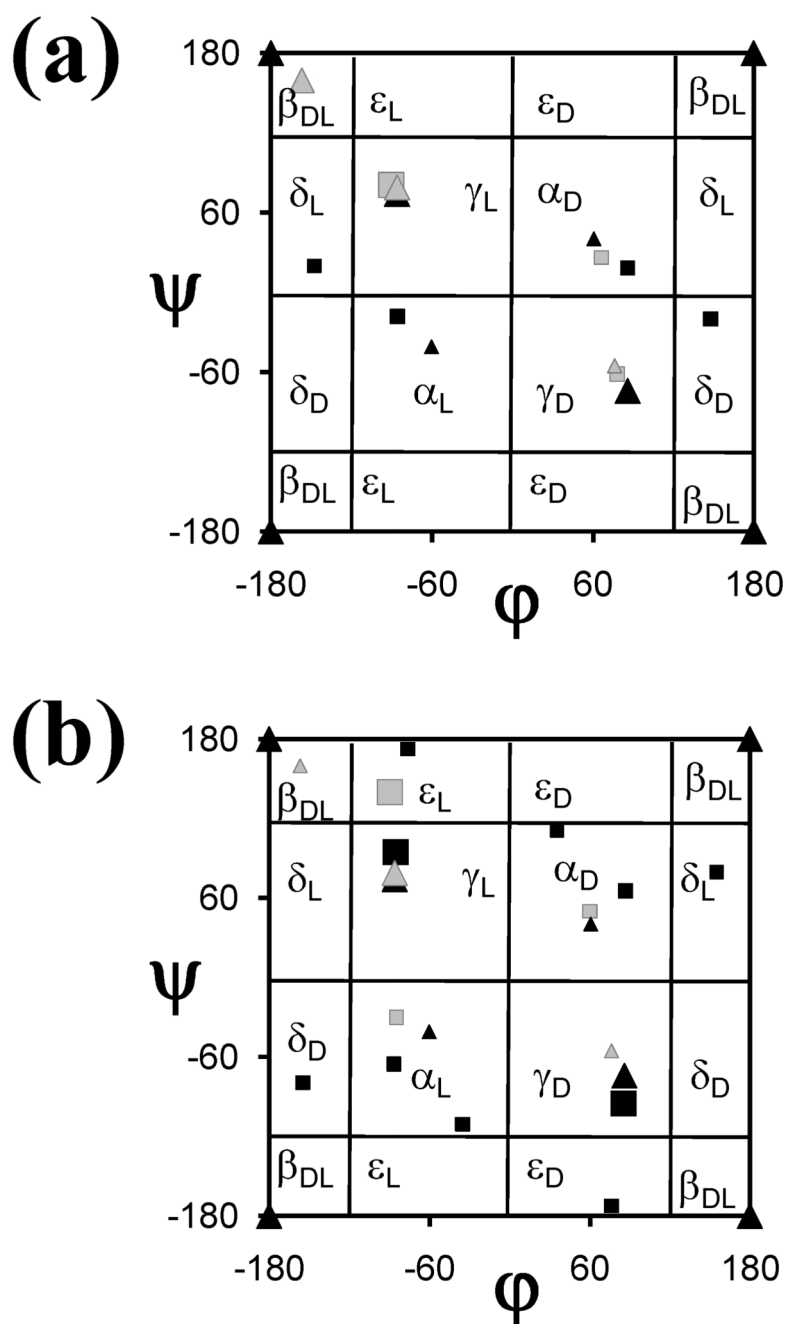 (a)
180
β_DL ε_L ε_D β_DL
δ_L γ_L α_D δ_L
60
ψ
-60
δ_D α_L γ_D δ_D
β_DL ε_L ε_D β_DL
-180
-180 -60 60 180
φ
(b)
180
β_DL ε_L ε_D β_DL
δ_L γ_L α_D δ_L
60
ψ
-60
δ_D α_L γ_D δ_D
β_DL ε_L ε_D β_DL
-180
-180 -60 60 180
φ